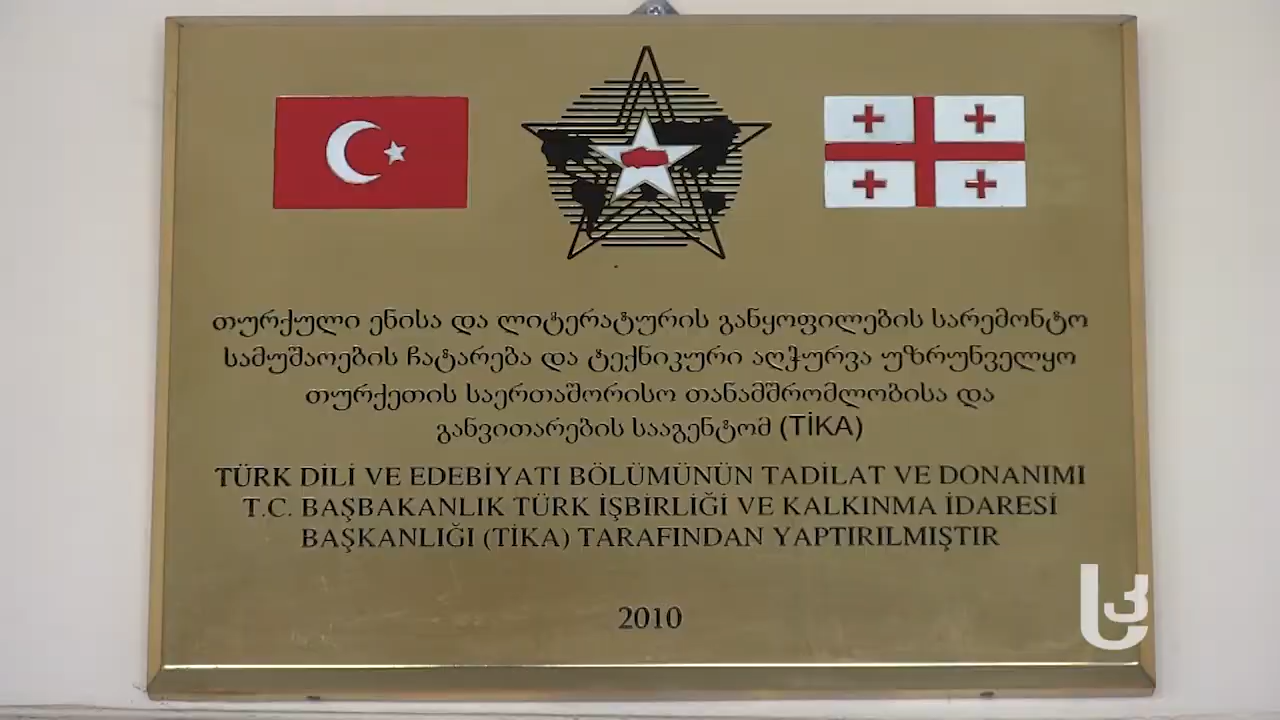 თურქული ენისა და ლიტერატურის განყოფილების სარემონტო
სამუშაოების ჩატარება და ტექნიკური აღჭურვა უზრუნველყო
თურქეთის საერთაშორისო თანამშრომლობისა და
განვითარების სააგენტომ (TİKA)
TÜRK DİLİ VE EDEBİYATI BÖLÜMÜNÜN TADİLAT VE DONANIMI
T.C. BAŞBAKANLIK TÜRK İŞBİRLİĞİ VE KALKINMA İDARESİ
BAŞKANLIĞI (TİKA) TARAFINDAN YAPTIRILMIŞTIR
2010